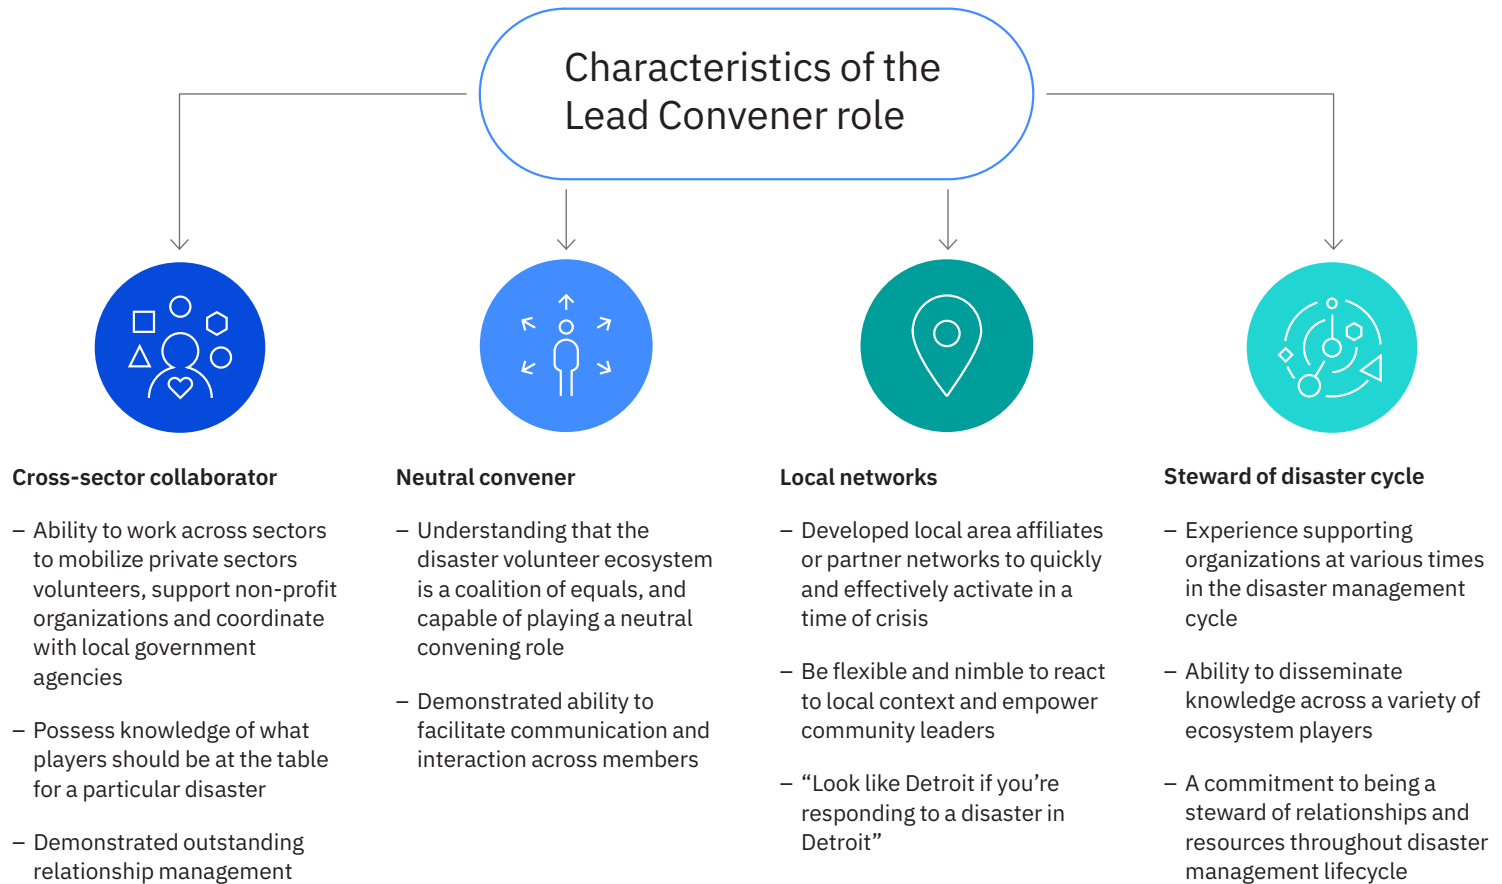 Characteristics of the
Lead Convener role
Cross-sector collaborator
– Ability to work across sectors
to mobilize private sectors
volunteers, support non-profit
organizations and coordinate
with local government
agencies
– Possess knowledge of what
players should be at the table
for a particular disaster
– Demonstrated outstanding
relationship management
Neutral convener
– Understanding that the
disaster volunteer ecosystem
is a coalition of equals, and
capable of playing a neutral
convening role
– Demonstrated ability to
facilitate communication and
interaction across members
Local networks
– Developed local area affiliates
or partner networks to quickly
and effectively activate in a
time of crisis
– Be flexible and nimble to react
to local context and empower
community leaders
– “Look like Detroit if you’re
responding to a disaster in
Detroit”
Steward of disaster cycle
– Experience supporting
organizations at various times
in the disaster management
cycle
– Ability to disseminate
knowledge across a variety of
ecosystem players
– A commitment to being a
steward of relationships and
resources throughout disaster
management lifecycle